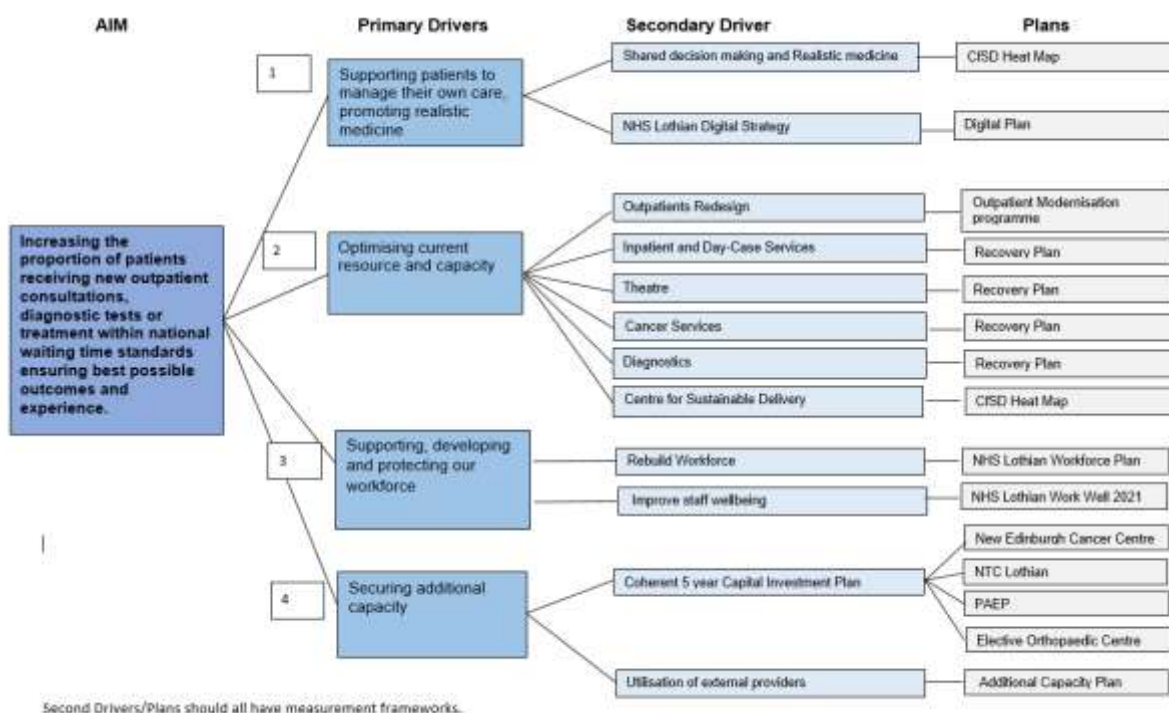 AIM
Primary Drivers
Secondary Driver
Plans
1
Supporting patients to
manage their own care,
promoting realistic
medicine
Shared decision making and Realistic medicine
CfSD Heat Map
NHS Lothian Digital Strategy
Digital Plan
Increasing the
proportion of patients
receiving new outpatient
consultations,
diagnostic tests or
treatment within national
waiting time standards
ensuring best possible
outcomes and
experience.
2
Optimising current
resource and capacity
Outpatients Redesign
Outpatient Modernisation
programme
Inpatient and Day-Case Services
Recovery Plan
Theatre
Recovery Plan
Cancer Services
Recovery Plan
Diagnostics
Recovery Plan
Centre for Sustainable Delivery
CfSD Heat Map
3
Supporting, developing
and protecting our
workforce
Rebuild Workforce
NHS Lothian Workforce Plan
Improve staff wellbeing
NHS Lothian Work Well 2021
4
Securing additional
capacity
Coherent 5 year Capital Investment Plan
New Edinburgh Cancer Centre
NTC Lothian
PAEP
Elective Orthopaedic Centre
Utilisation of external providers
Additional Capacity Plan
Second Drivers/Plans should all have measurement frameworks.